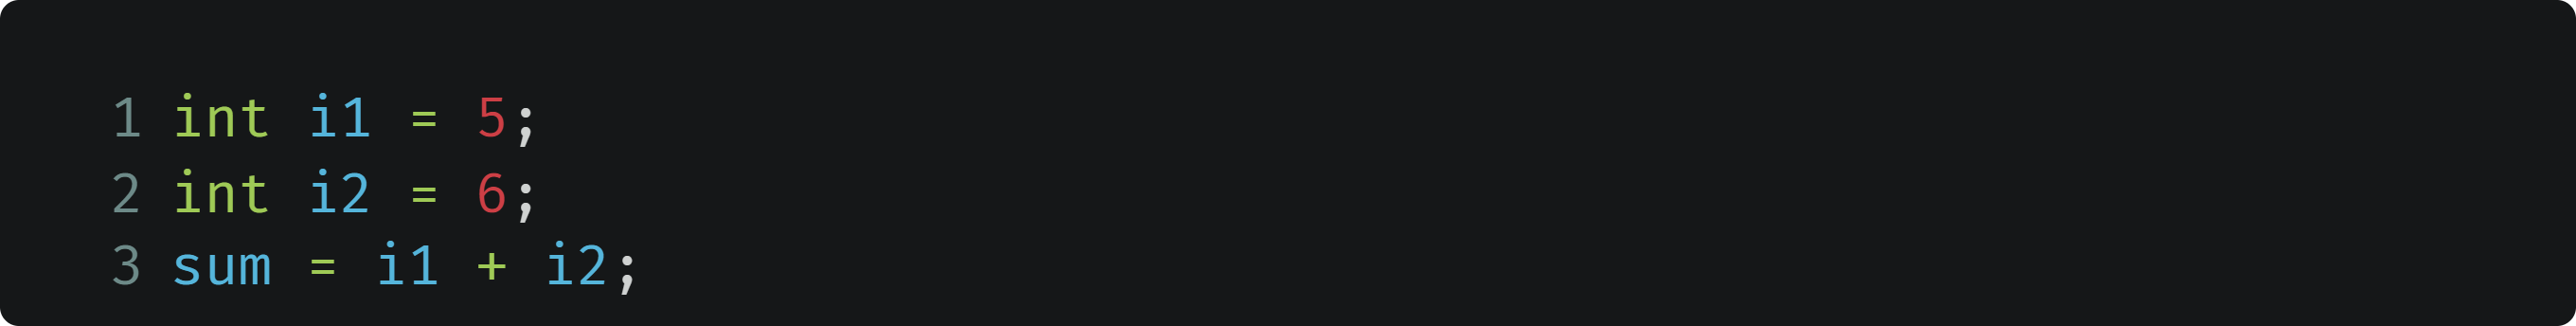 1 int i1 = 5;
2 int i2 = 6;
3 sum = i1 + i2;